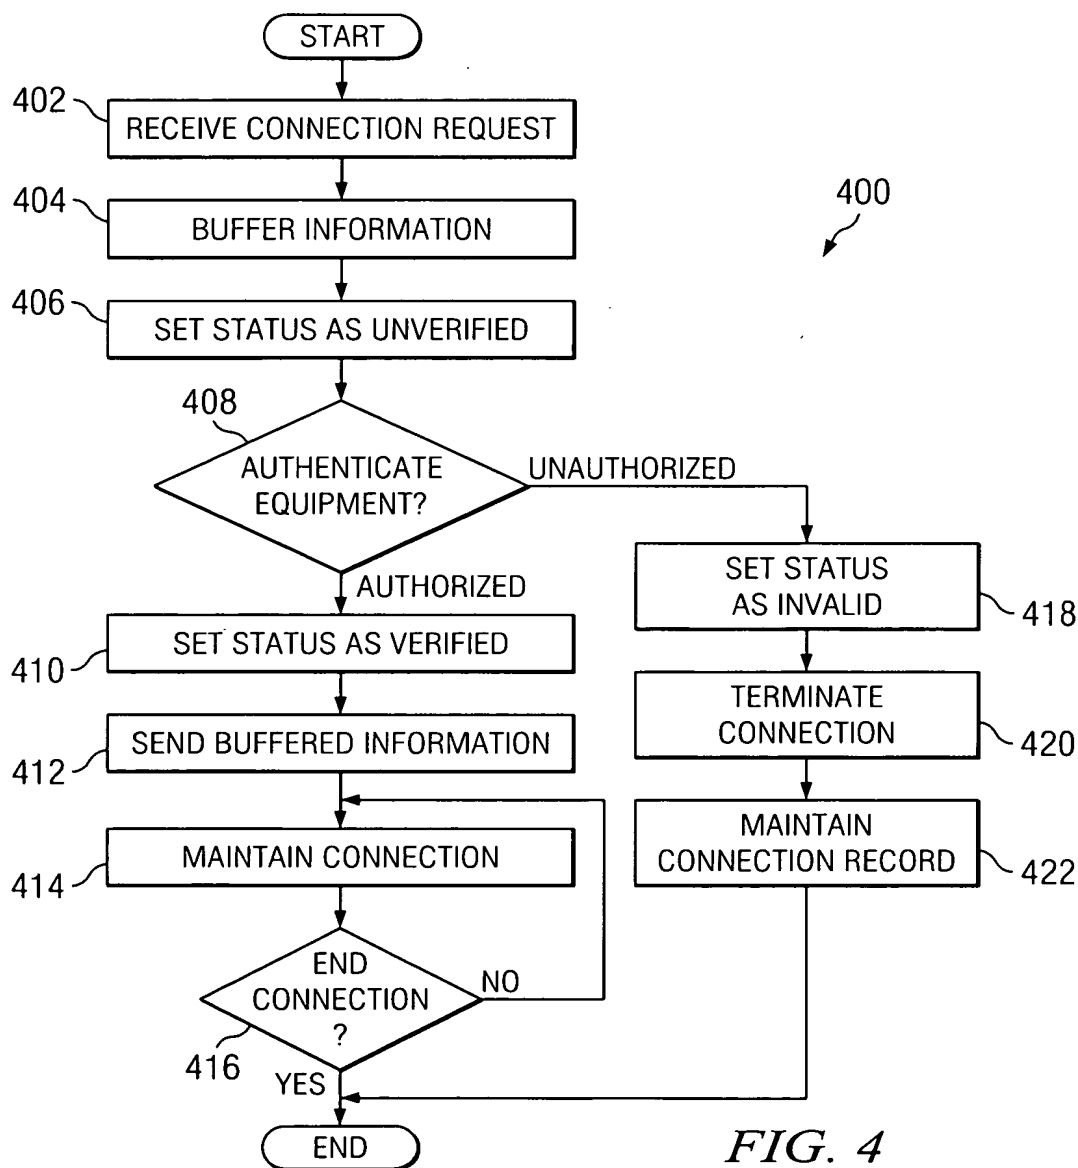 START
402
RECEIVE CONNECTION REQUEST
404
BUFFER INFORMATION
400
406
SET STATUS AS UNVERIFIED
408
AUTHENTICATE
EQUIPMENT?
UNAUTHORIZED
AUTHORIZED
SET STATUS
AS INVALID
418
410
SET STATUS AS VERIFIED
TERMINATE
CONNECTION
420
412
SEND BUFFERED INFORMATION
MAINTAIN
CONNECTION RECORD
422
414
MAINTAIN CONNECTION
END
CONNECTION
?
NO
416
YES
END
FIG. 4